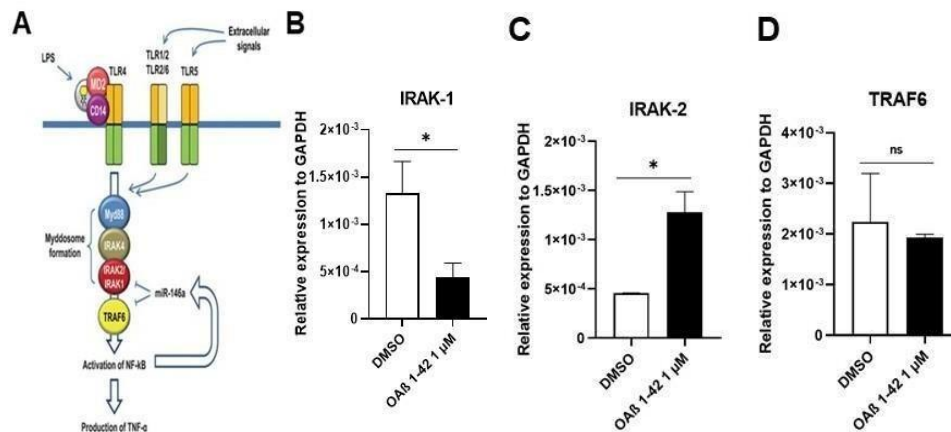 A
LPS
MD2
CD14
TLR4
TLR1/2
TLR2/6
TLR5
Extracellular
signals
Myddosome
formation
Myd88
IRAK4
IRAK2/
IRAK1
miR-146a
TRAF6
Activation of NF-kB
Production of TNF-α
B
IRAK-1
Relative expression to GAPDH
2×10-3
2×10-3
1×10-3
5×10-4
0
*
DMSO
OAß 1-42 1 µM
C
IRAK-2
Relative expression to GAPDH
2×10-3
1.5×10-3
1×10-3
5×10-4
0
*
DMSO
OAß 1-42 1 µM
D
TRAF6
Relative expression to GAPDH
4×10-3
3×10-3
2×10-3
1×10-3
0
ns
DMSO
OAß 1-42 1 µM